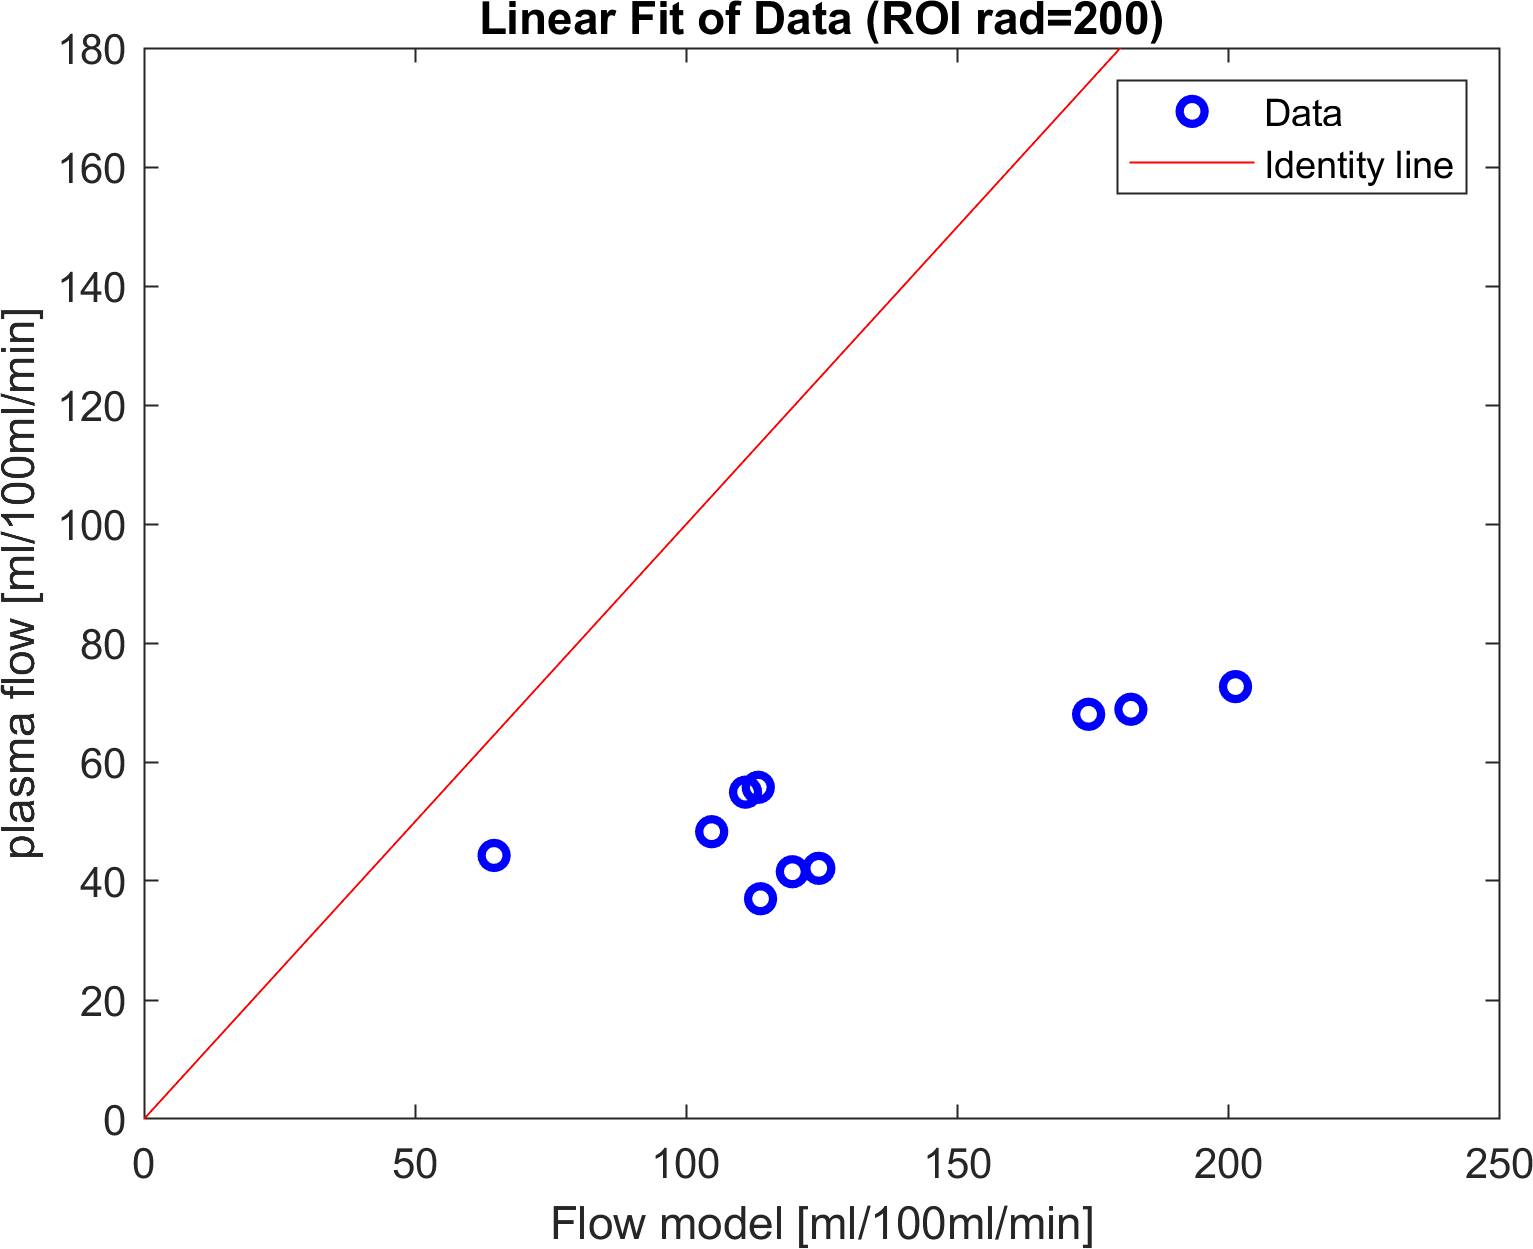 Linear Fit of Data (ROI rad=200)
180
160
140
120
100
80
60
40
20
0
plasma flow [ml/100ml/min]
Data
Identity line
0 50 100 150 200 250
Flow model [ml/100ml/min]